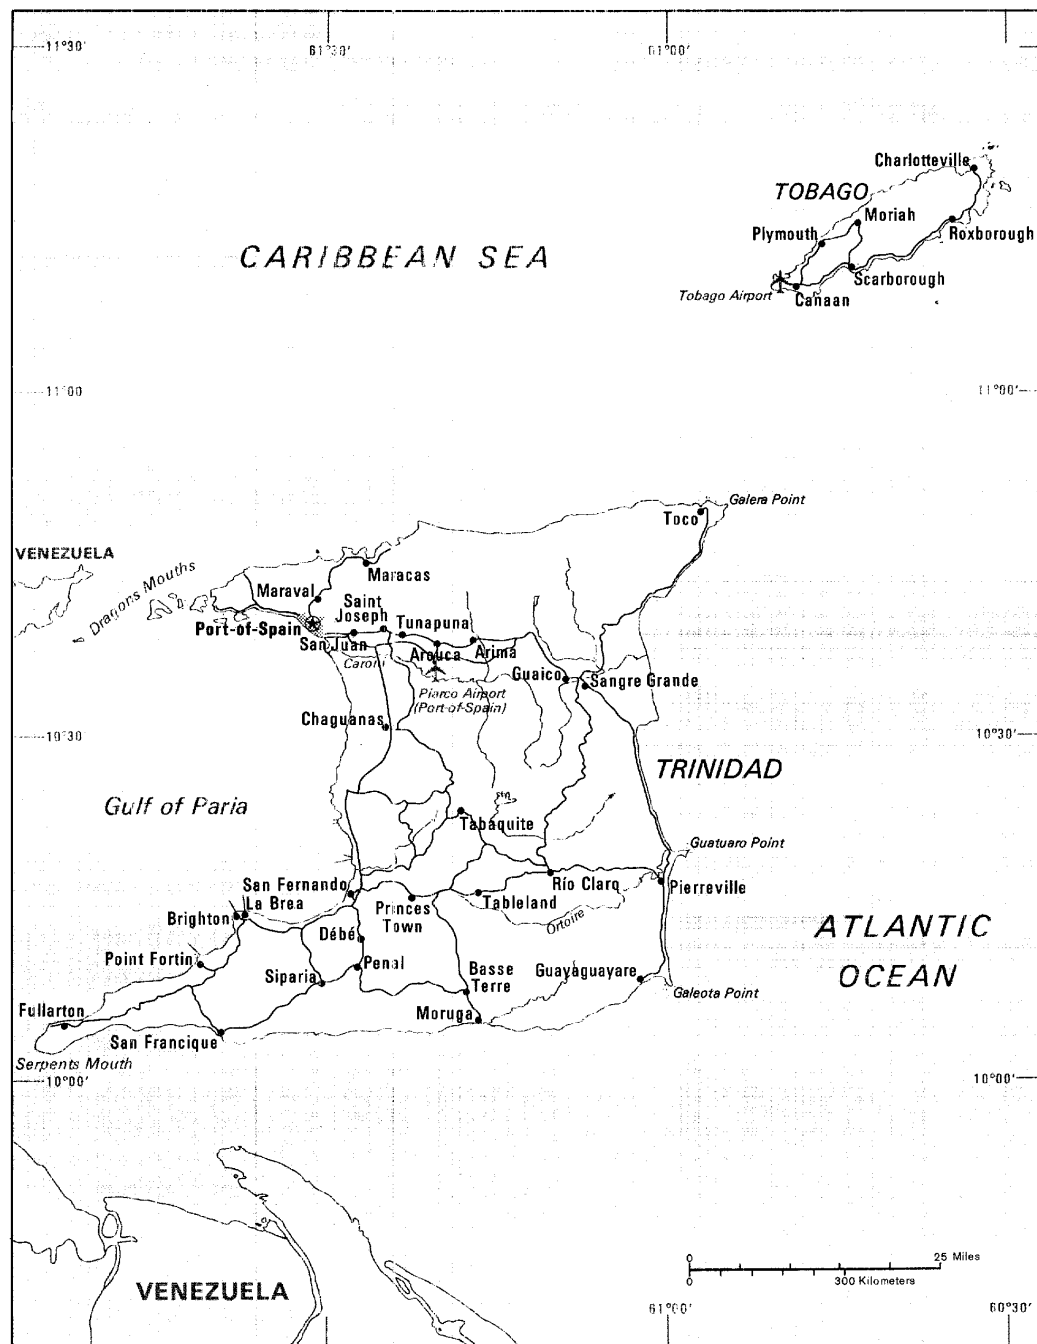 11°30'
61°30'
61°00'
Charlotteville
TOBAGO
Moriah
Plymouth
Roxborough
CARIBBEAN SEA
Scarborough
Tobago Airport
Canaan
11°00'
11°00'
Galera Point
Toco
VENEZUELA
Dragons Mouths
Maracas
Maraval
Saint
Joseph
Tunapuna
Port-of-Spain
San Juan
Arouca
Arima
Caroni
Guaico
Sangre Grande
Piarco Airport
(Port-of-Spain)
Chaguanas
10°30'
10°30'
TRINIDAD
Gulf of Paria
Tabaquite
Guatuaro Point
San Fernando
Río Claro
Pierreville
La Brea
Princes
Town
Tableland
Brighton
Ortoire
ATLANTIC
OCEAN
Débé
Point Fortin
Penal
Siparia
Basse
Terre
Guayaguayare
Galeota Point
Fullarton
Moruga
San Francique
Serpents Mouth
10°00'
10°00'
VENEZUELA
0
25 Miles
0
300 Kilometers
61°00'
60°30'